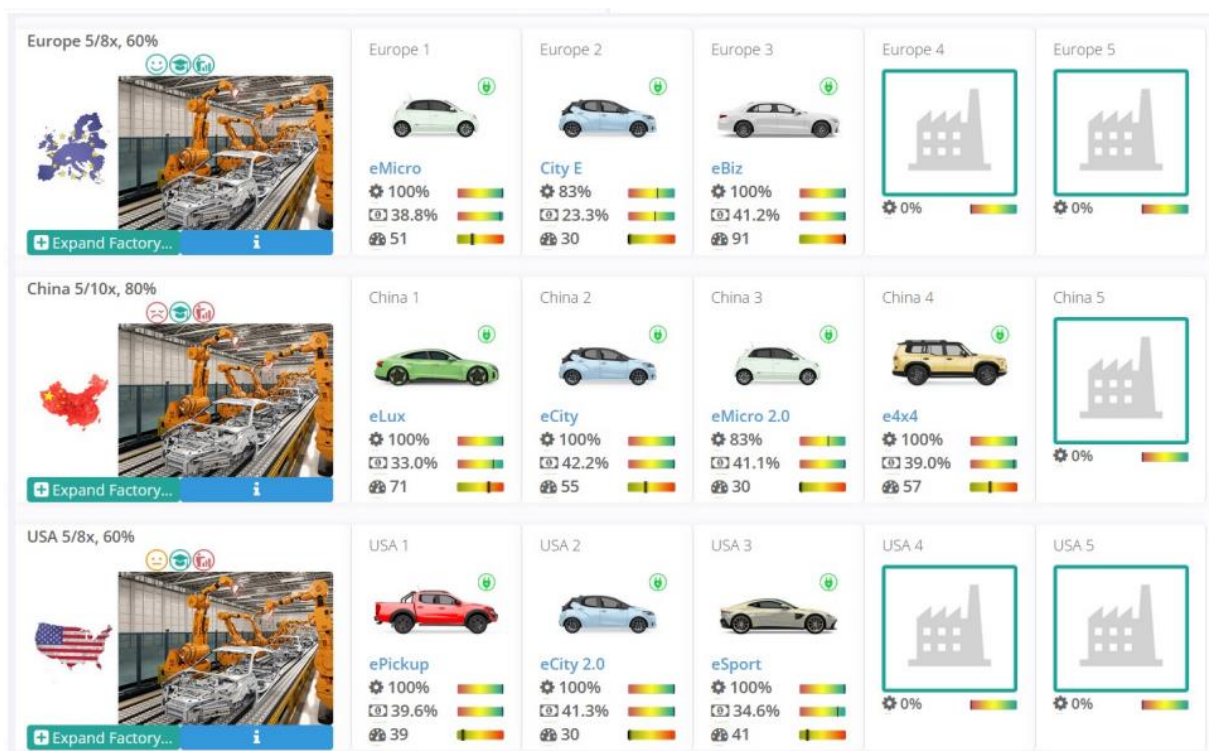 Europe 5/8x, 60%
Europe 1
Europe 2
Europe 3
Europe 4
Europe 5
eMicro
City E
eBiz
100%
83%
100%
0%
0%
38.8%
23.3%
41.2%
51
30
91
Expand Factory...
i
China 5/10x, 80%
China 1
China 2
China 3
China 4
China 5
eLux
eCity
eMicro 2.0
e4x4
100%
100%
83%
100%
0%
33.0%
42.2%
41.1%
39.0%
71
55
30
57
Expand Factory...
i
USA 5/8x, 60%
USA 1
USA 2
USA 3
USA 4
USA 5
ePickup
eCity 2.0
eSport
100%
100%
100%
0%
0%
39.6%
41.3%
34.6%
39
30
41
Expand Factory...
i